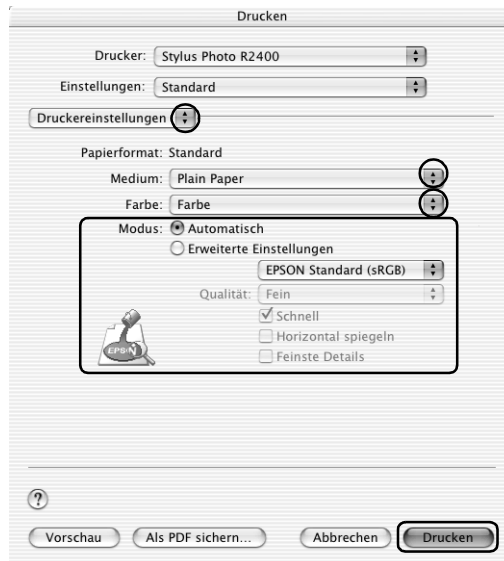 Drucken
Drucker: Stylus Photo R2400
Einstellungen: Standard
Druckereinstellungen
Papierformat: Standard
Medium: Plain Paper
Farbe: Farbe
Modus: Automatisch
Erweiterte Einstellungen
EPSON Standard (sRGB)
Qualität: Fein
Schnell
Horizontal spiegeln
Feinste Details
EPSON
?
Vorschau Als PDF sichern... Abbrechen Drucken